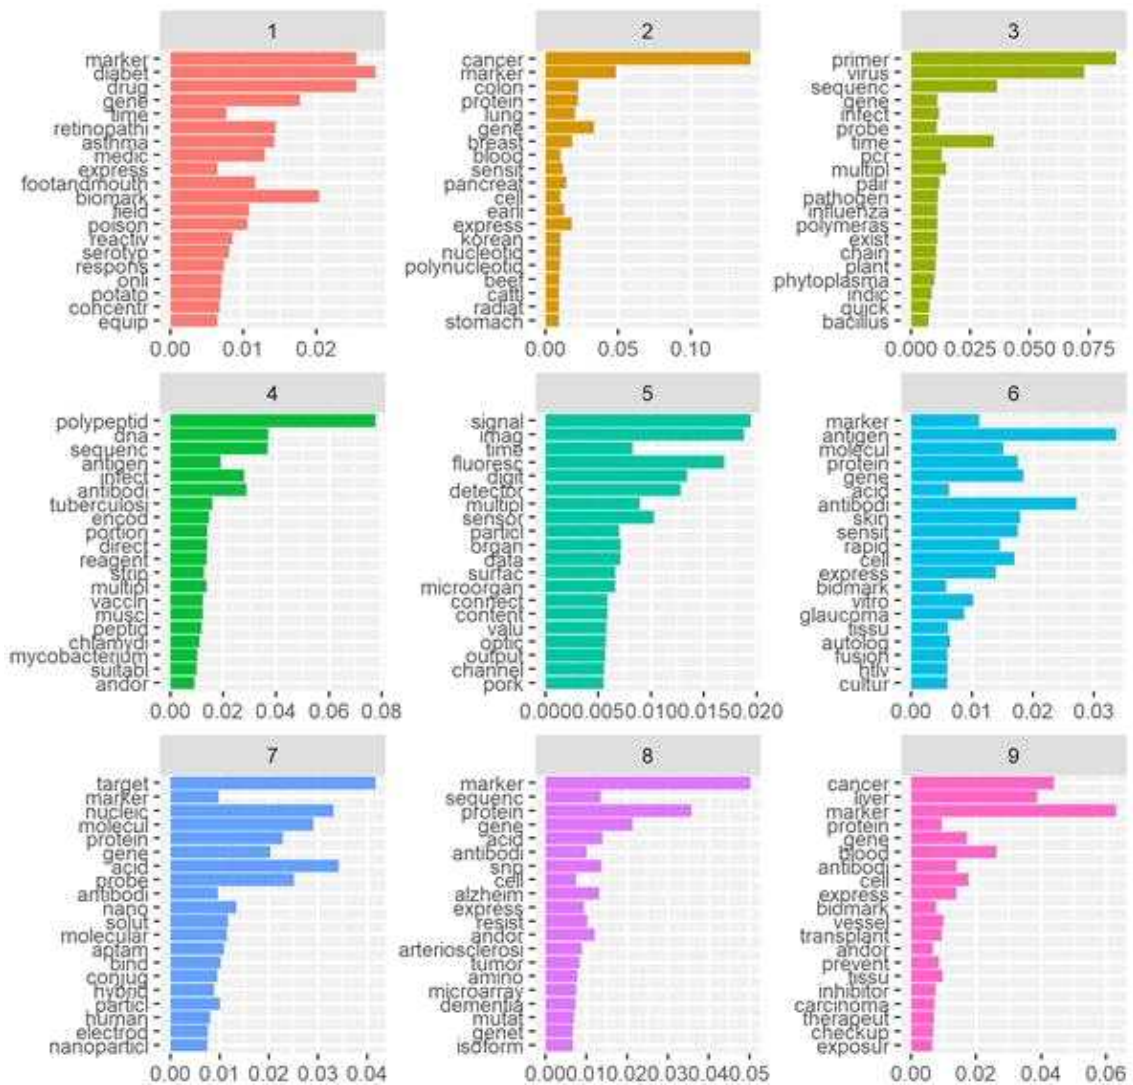 1
marker
diabet
drug
gene
time
retinopathi
asthma
medic
express
footandmouth
biomark
field
poison
reactiv
serotyp
respons
onli
potato
concentr
equip
0.00 0.01 0.02
2
cancer
marker
colon
protein
lung
gene
breast
blood
sensit
pancreat
cell
earli
express
korean
nucleotid
polynucleotid
beef
cattl
radiat
stomach
0.00 0.05 0.10
3
primer
virus
sequenc
gene
infect
probe
time
pcr
multipl
pair
pathogen
influenza
polymeras
exist
chain
plant
phytoplasma
indic
quick
bacillus
0.000 0.025 0.050 0.075
4
polypeptid
dna
sequenc
antigen
infect
antibodi
tuberculosi
encod
portion
direct
reagent
strip
multipl
vaccin
musc
peptid
chlamydi
mycobacterium
suitabl
andor
0.00 0.02 0.04 0.06 0.08
5
signal
imag
time
fluoresc
digit
detector
multipl
sensor
particl
organ
data
surfac
microorgan
connect
content
valu
optic
output
channel
pork
0.0000.0050.0100.0150.020
6
marker
antigen
molecul
protein
gene
acid
antibodi
skin
sensit
rapid
cell
express
biomark
vitro
glaucoma
tissu
autolog
fusion
htlv
cultur
0.00 0.01 0.02 0.03
7
target
marker
nucleic
molecul
protein
gene
acid
probe
antibodi
nano
solut
molecular
aptam
bind
conjug
hybrid
particl
human
electrod
nanoparticl
0.00 0.01 0.02 0.03 0.04
8
marker
sequenc
protein
gene
acid
antibodi
snp
cell
alzheim
express
resist
andor
arteriosclerosi
tumor
amino
microarray
dementia
mutat
genet
isoform
0.000.010.020.030.040.05
9
cancer
liver
marker
protein
gene
blood
antibodi
cell
express
biomark
vessel
transplant
andor
prevent
tissu
inhibitor
carcinoma
therapeut
checkup
exposur
0.00 0.02 0.04 0.06